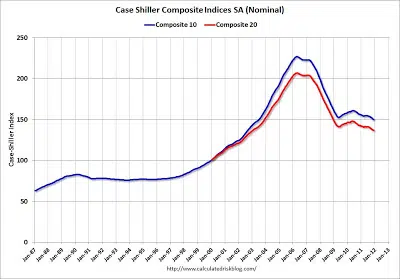 Case Shiller Composite Indices SA (Nominal)
Composite 10 Composite 20
250
200
150
100
50
0
Case-Shiller Index
Jan-87 Jan-88 Jan-89 Jan-90 Jan-91 Jan-92 Jan-93 Jan-94 Jan-95 Jan-96 Jan-97 Jan-98 Jan-99 Jan-00 Jan-01 Jan-02 Jan-03 Jan-04 Jan-05 Jan-06 Jan-07 Jan-08 Jan-09 Jan-10 Jan-11 Jan-12 Jan-13
http://www.calculatedriskblog.com/